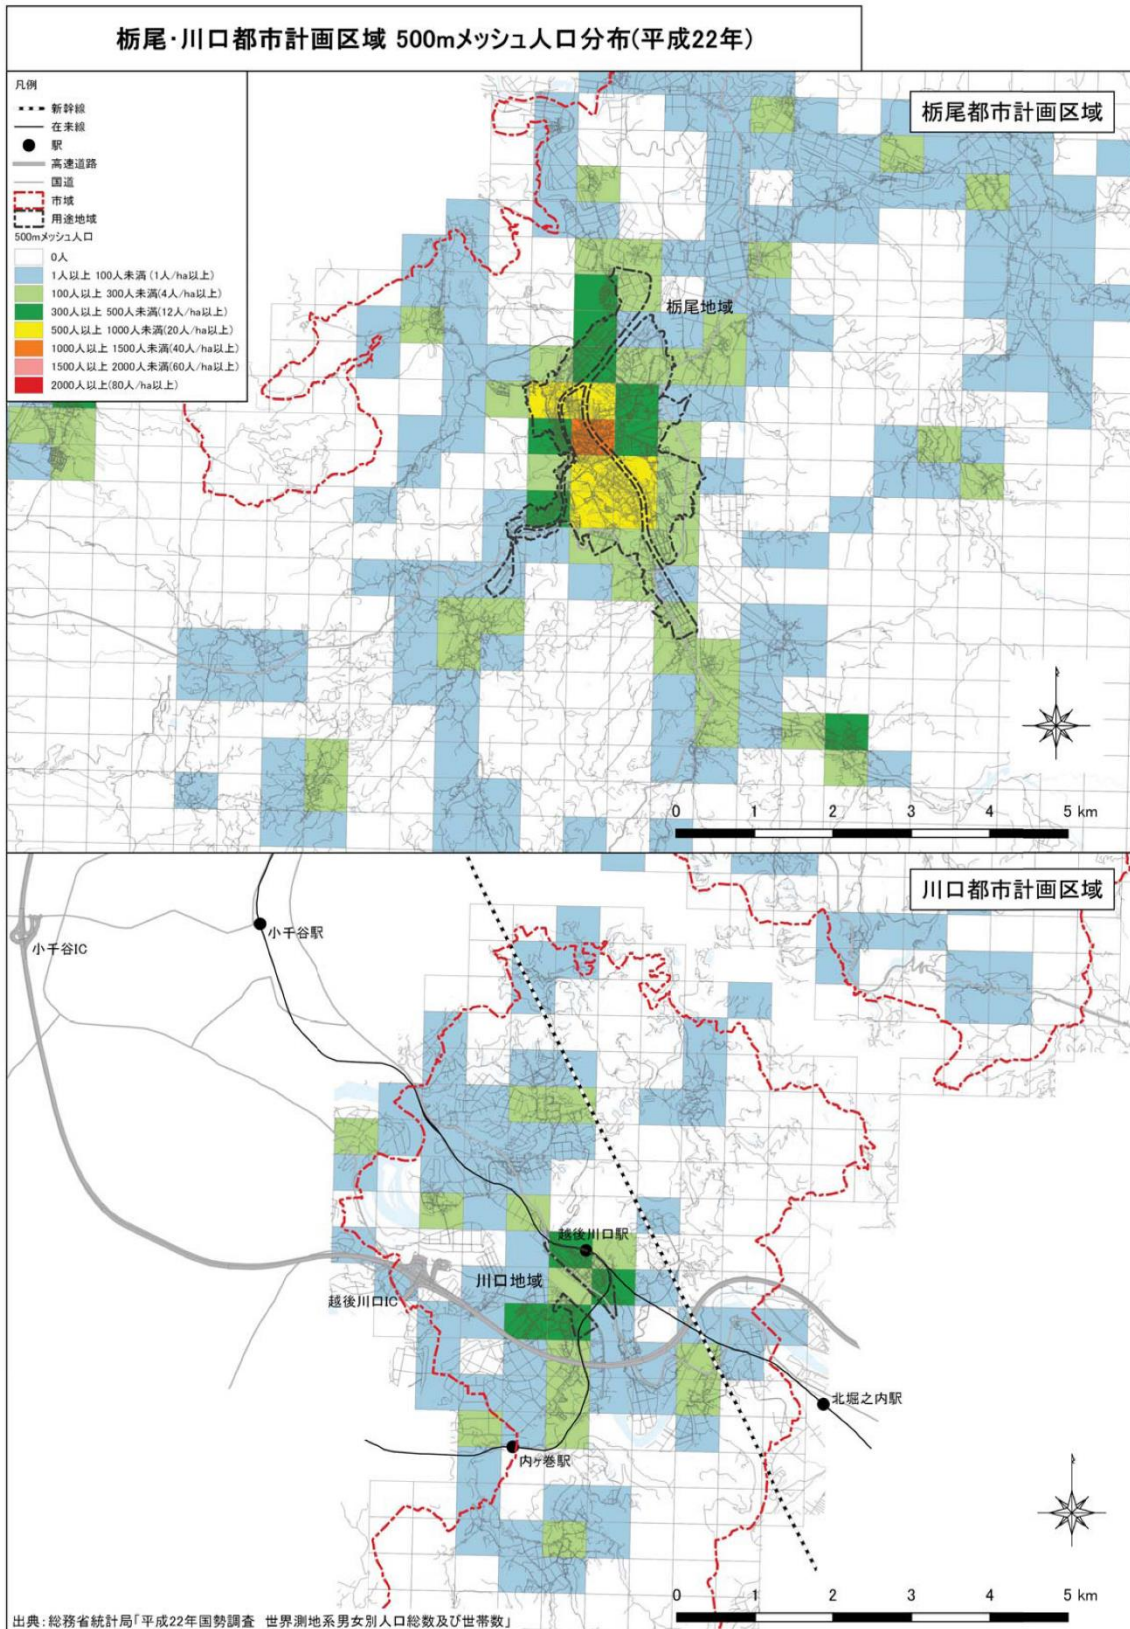 栃尾・川口都市計画区域 500mメッシュ人口分布(平成22年)
凡例
新幹線
在来線
駅
高速道路
国道
市域
用途地域
500mメッシュ人口
0人
1人以上 100人未満(1人/ha以上)
100人以上 300人未満(4人/ha以上)
300人以上 500人未満(12人/ha以上)
500人以上 1000人未満(20人/ha以上)
1000人以上 1500人未満(40人/ha以上)
1500人以上 2000人未満(60人/ha以上)
2000人以上(80人/ha以上)
栃尾都市計画区域
栃尾地域
0 1 2 3 4 5 km
川口都市計画区域
小千谷駅
小千谷IC
越後川口駅
川口地域
越後川口IC
北堀之内駅
内ヶ巻駅
0 1 2 3 4 5 km
出典:総務省統計局「平成22年国勢調査 世界測地系男女別人口総数及び世帯数」